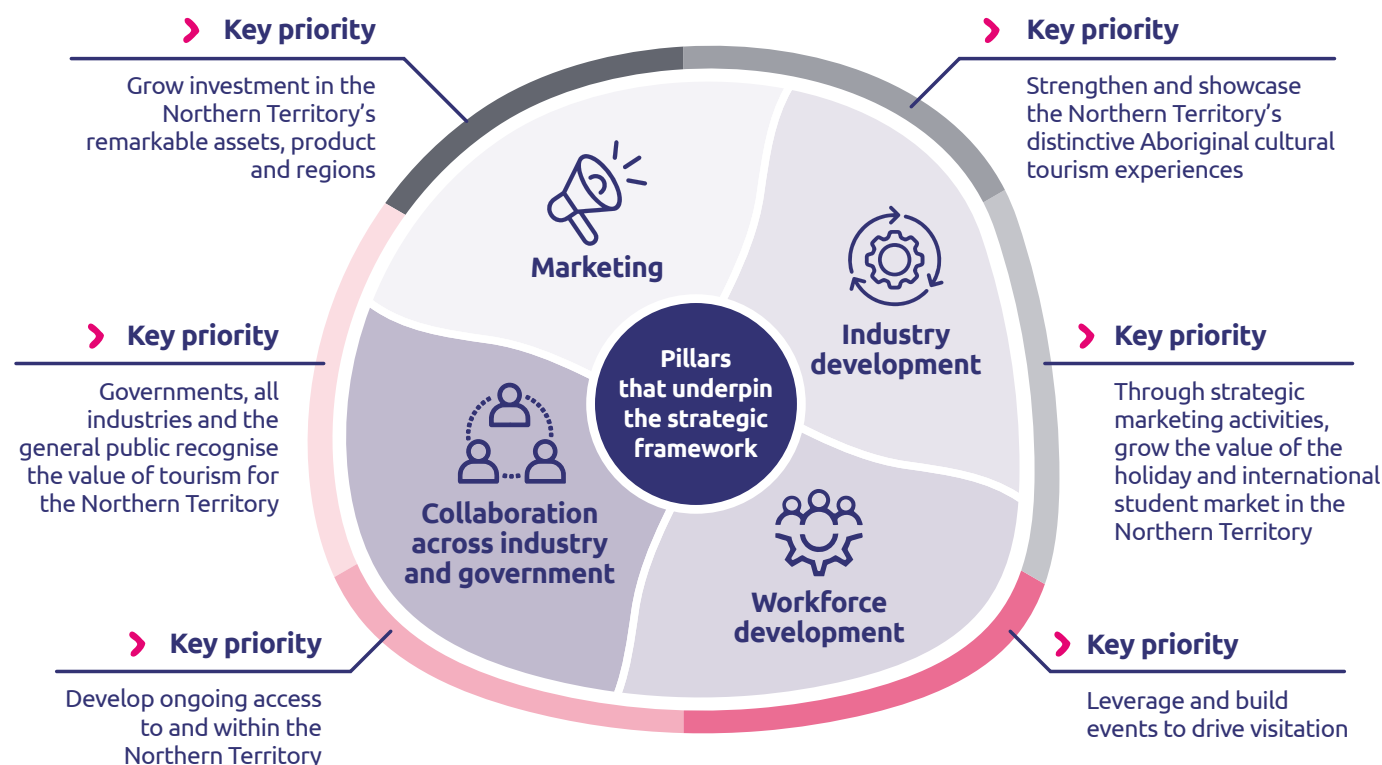 Key priority
Grow investment in the
Northern Territory's
remarkable assets, product
and regions
Key priority
Strengthen and showcase
the Northern Territory's
distinctive Aboriginal cultural
tourism experiences
Key priority
Governments, all
industries and the
general public recognise
the value of tourism for
the Northern Territory
Key priority
Through strategic
marketing activities,
grow the value of the
holiday and international
student market in the
Northern Territory
Key priority
Develop ongoing access
to and within the
Northern Territory
Key priority
Leverage and build
events to drive visitation
Marketing
Industry
development
Pillars
that underpin
the strategic
framework
Collaboration
across industry
and government
Workforce
development